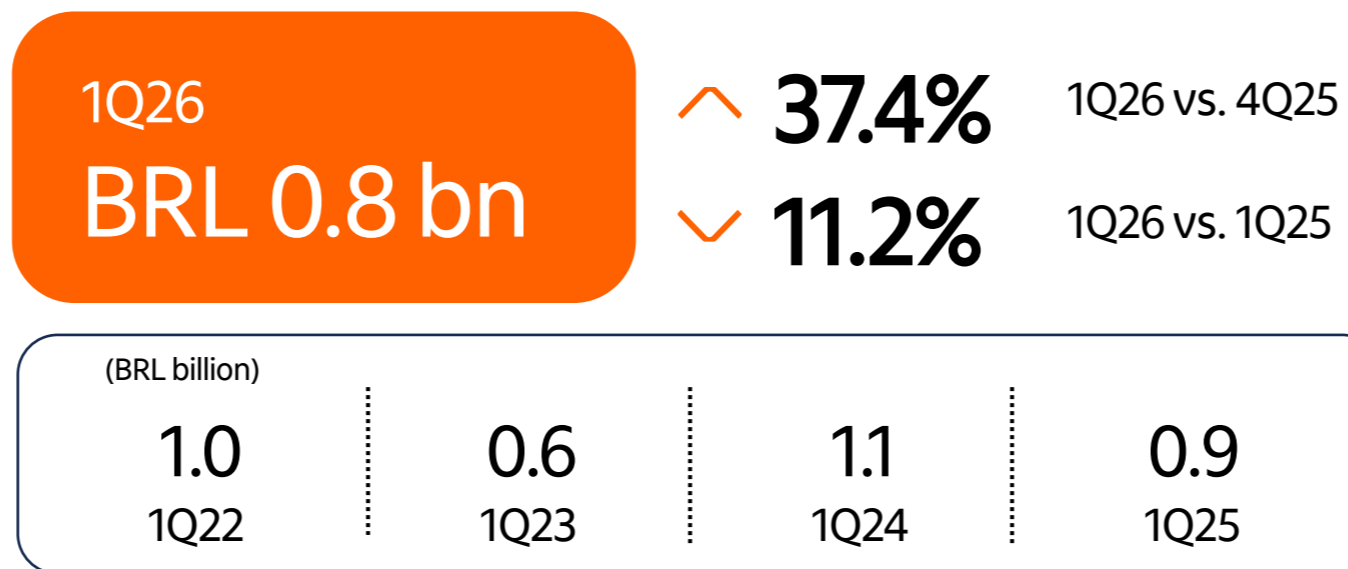 1Q26
BRL 0.8 bn
37.4% 1Q26 vs. 4Q25
11.2% 1Q26 vs. 1Q25
(BRL billion)
1.0 0.6 1.1 0.9
1Q22 1Q23 1Q24 1Q25